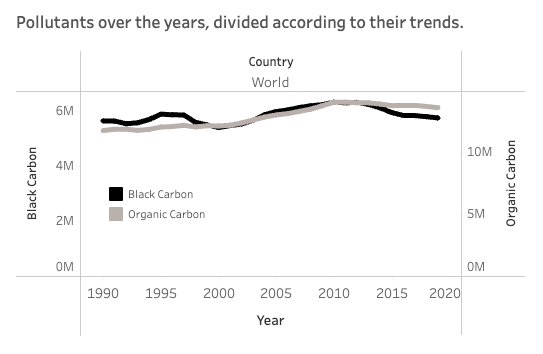 Pollutants over the years, divided according to their trends.
Country
World
6M
4M
2M
0M
Black Carbon
Black Carbon
Organic Carbon
10M
5M
0M
Organic Carbon
1990 1995 2000 2005 2010 2015 2020
Year